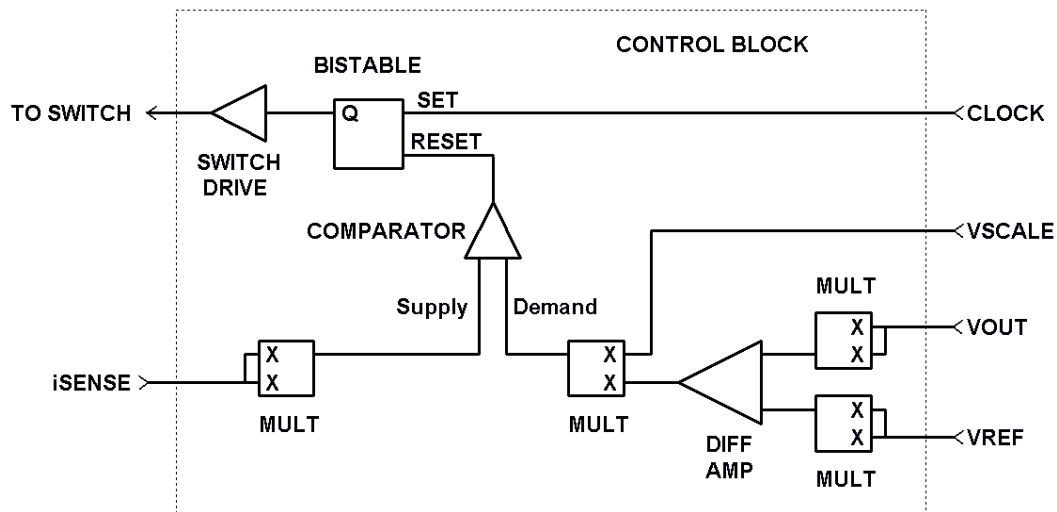 CONTROL BLOCK
BISTABLE
TO SWITCH
Q
SET
CLOCK
RESET
SWITCH
DRIVE
COMPARATOR
VSCALE
Supply
Demand
MULT
X
X
VOUT
X
X
X
X
iSENSE
MULT
MULT
X
X
VREF
DIFF
AMP
MULT